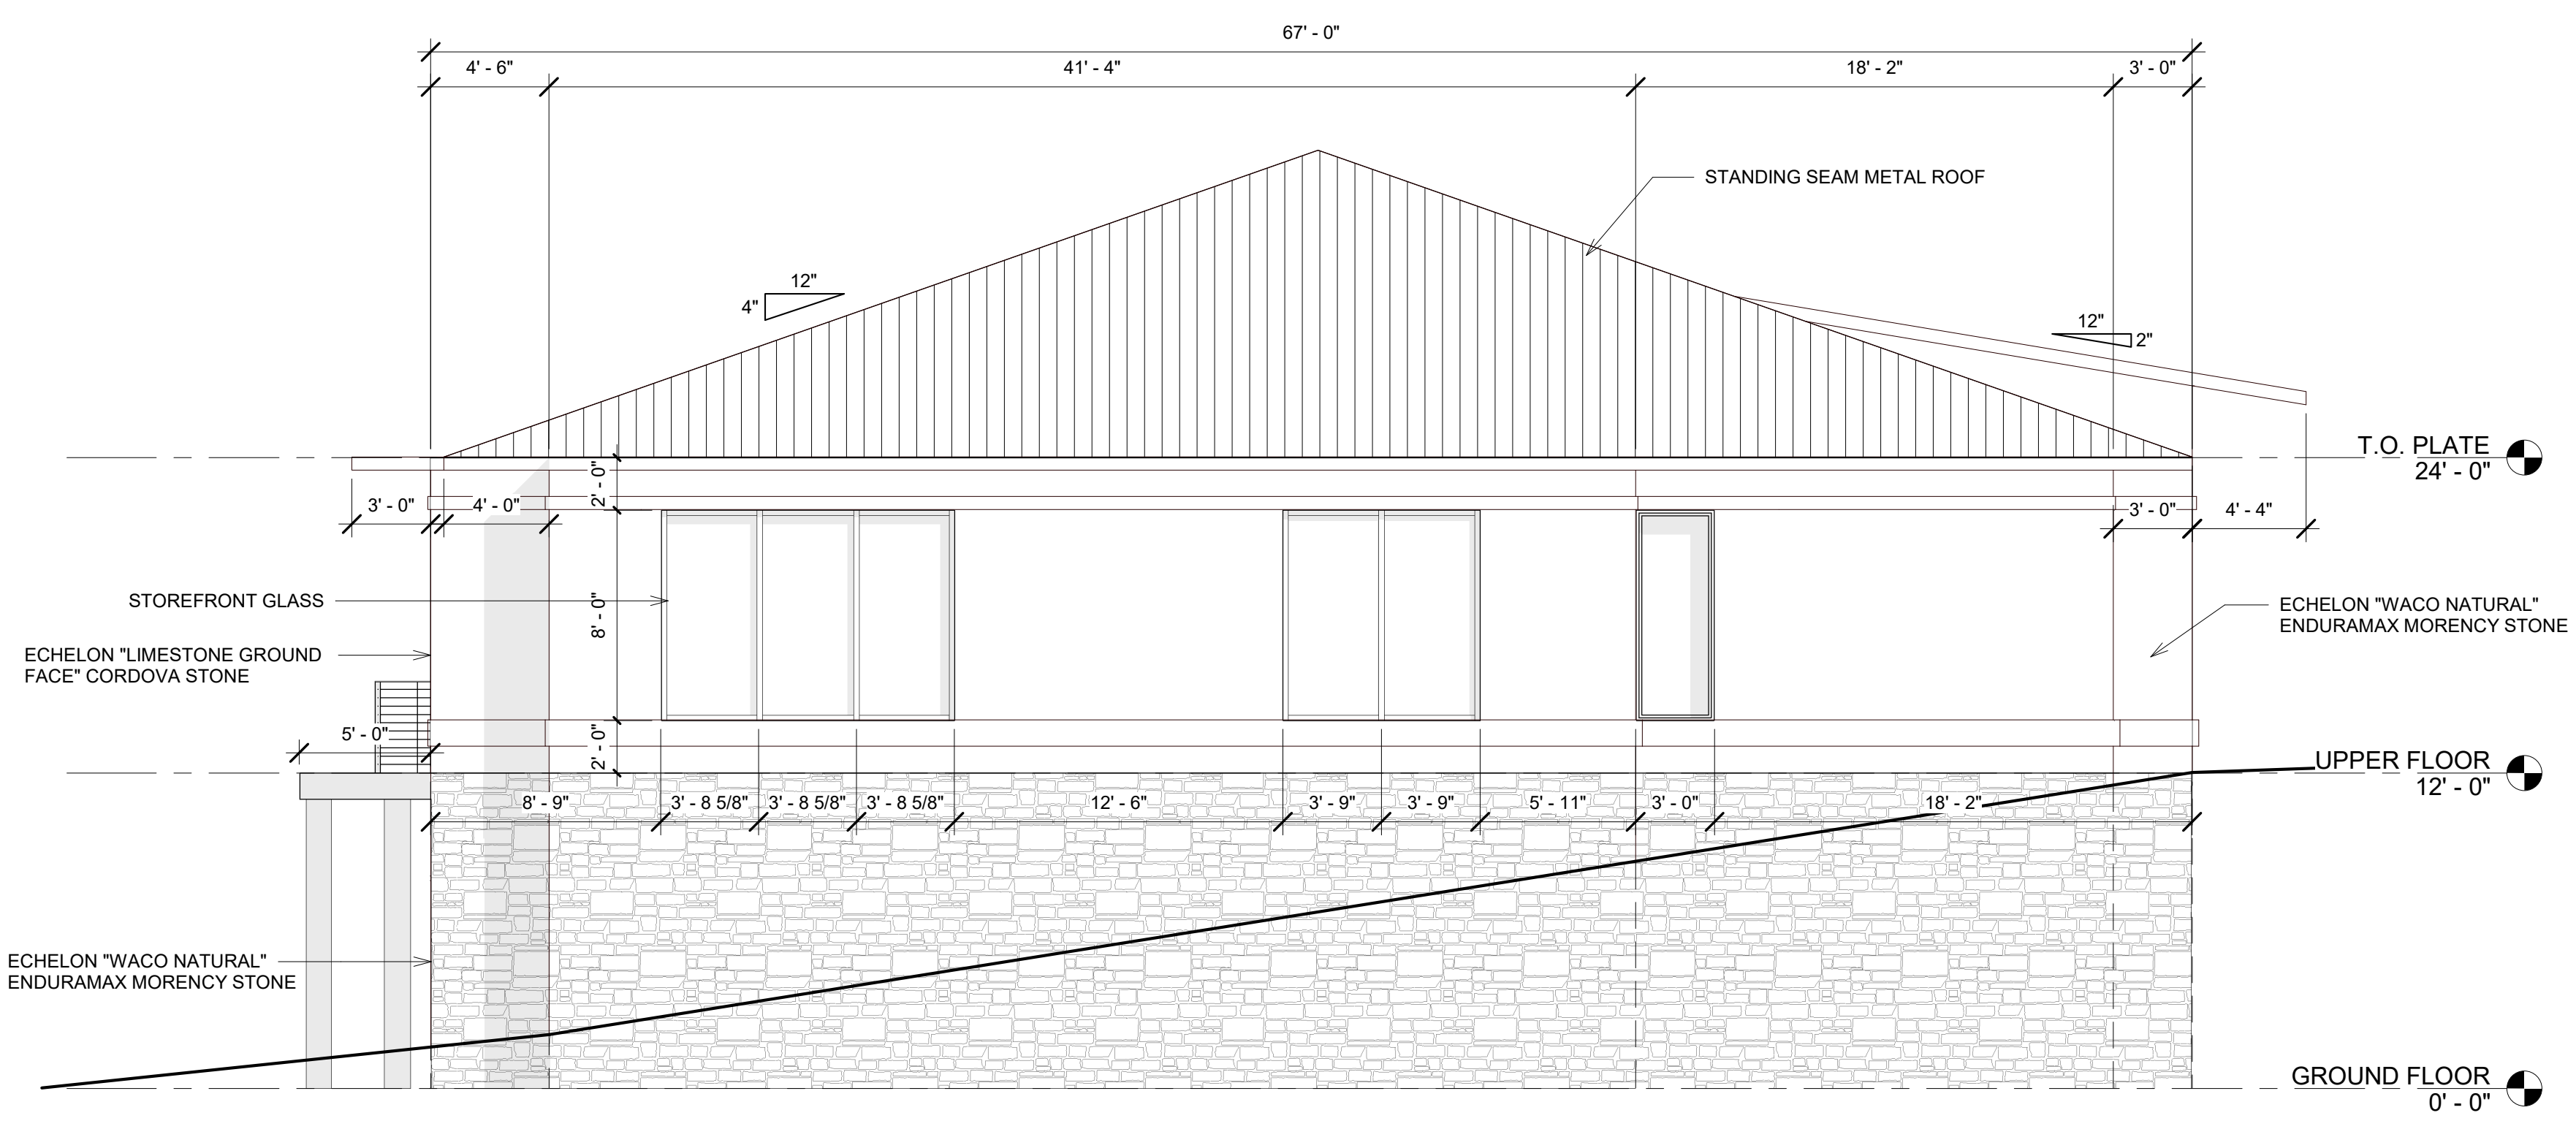 67' - 0"
4' - 6"
41' - 4"
18' - 2"
3' - 0"
STANDING SEAM METAL ROOF
12"
4"
12"
2"
T.O. PLATE
24' - 0"
3' - 0"
4' - 0"
2' - 0"
3' - 0"
4' - 4"
STOREFRONT GLASS
8' - 0"
ECHELON "WACO NATURAL"
ENDURAMAX MORENCY STONE
ECHELON "LIMESTONE GROUND
FACE" CORDOVA STONE
5' - 0"
2' - 0"
UPPER FLOOR
12' - 0"
8' - 9"
3' - 8 5/8"
3' - 8 5/8"
3' - 8 5/8"
12' - 6"
3' - 9"
3' - 9"
5' - 11"
3' - 0"
18' - 2"
ECHELON "WACO NATURAL"
ENDURAMAX MORENCY STONE
GROUND FLOOR
0' - 0"